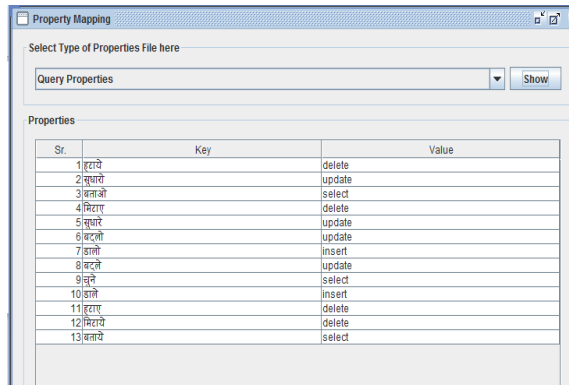 Property Mapping
Select Type of Properties File here
Query Properties Show
Properties
Sr. Key Value
1 हटाये delete
2 सुधारो update
3 बताओ select
4 मिटाए delete
5 सुधारे update
6 बदलो update
7 डालो insert
8 बदले update
9 चुने select
10 डाले insert
11 हटाए delete
12 मिटाये delete
13 बताये select